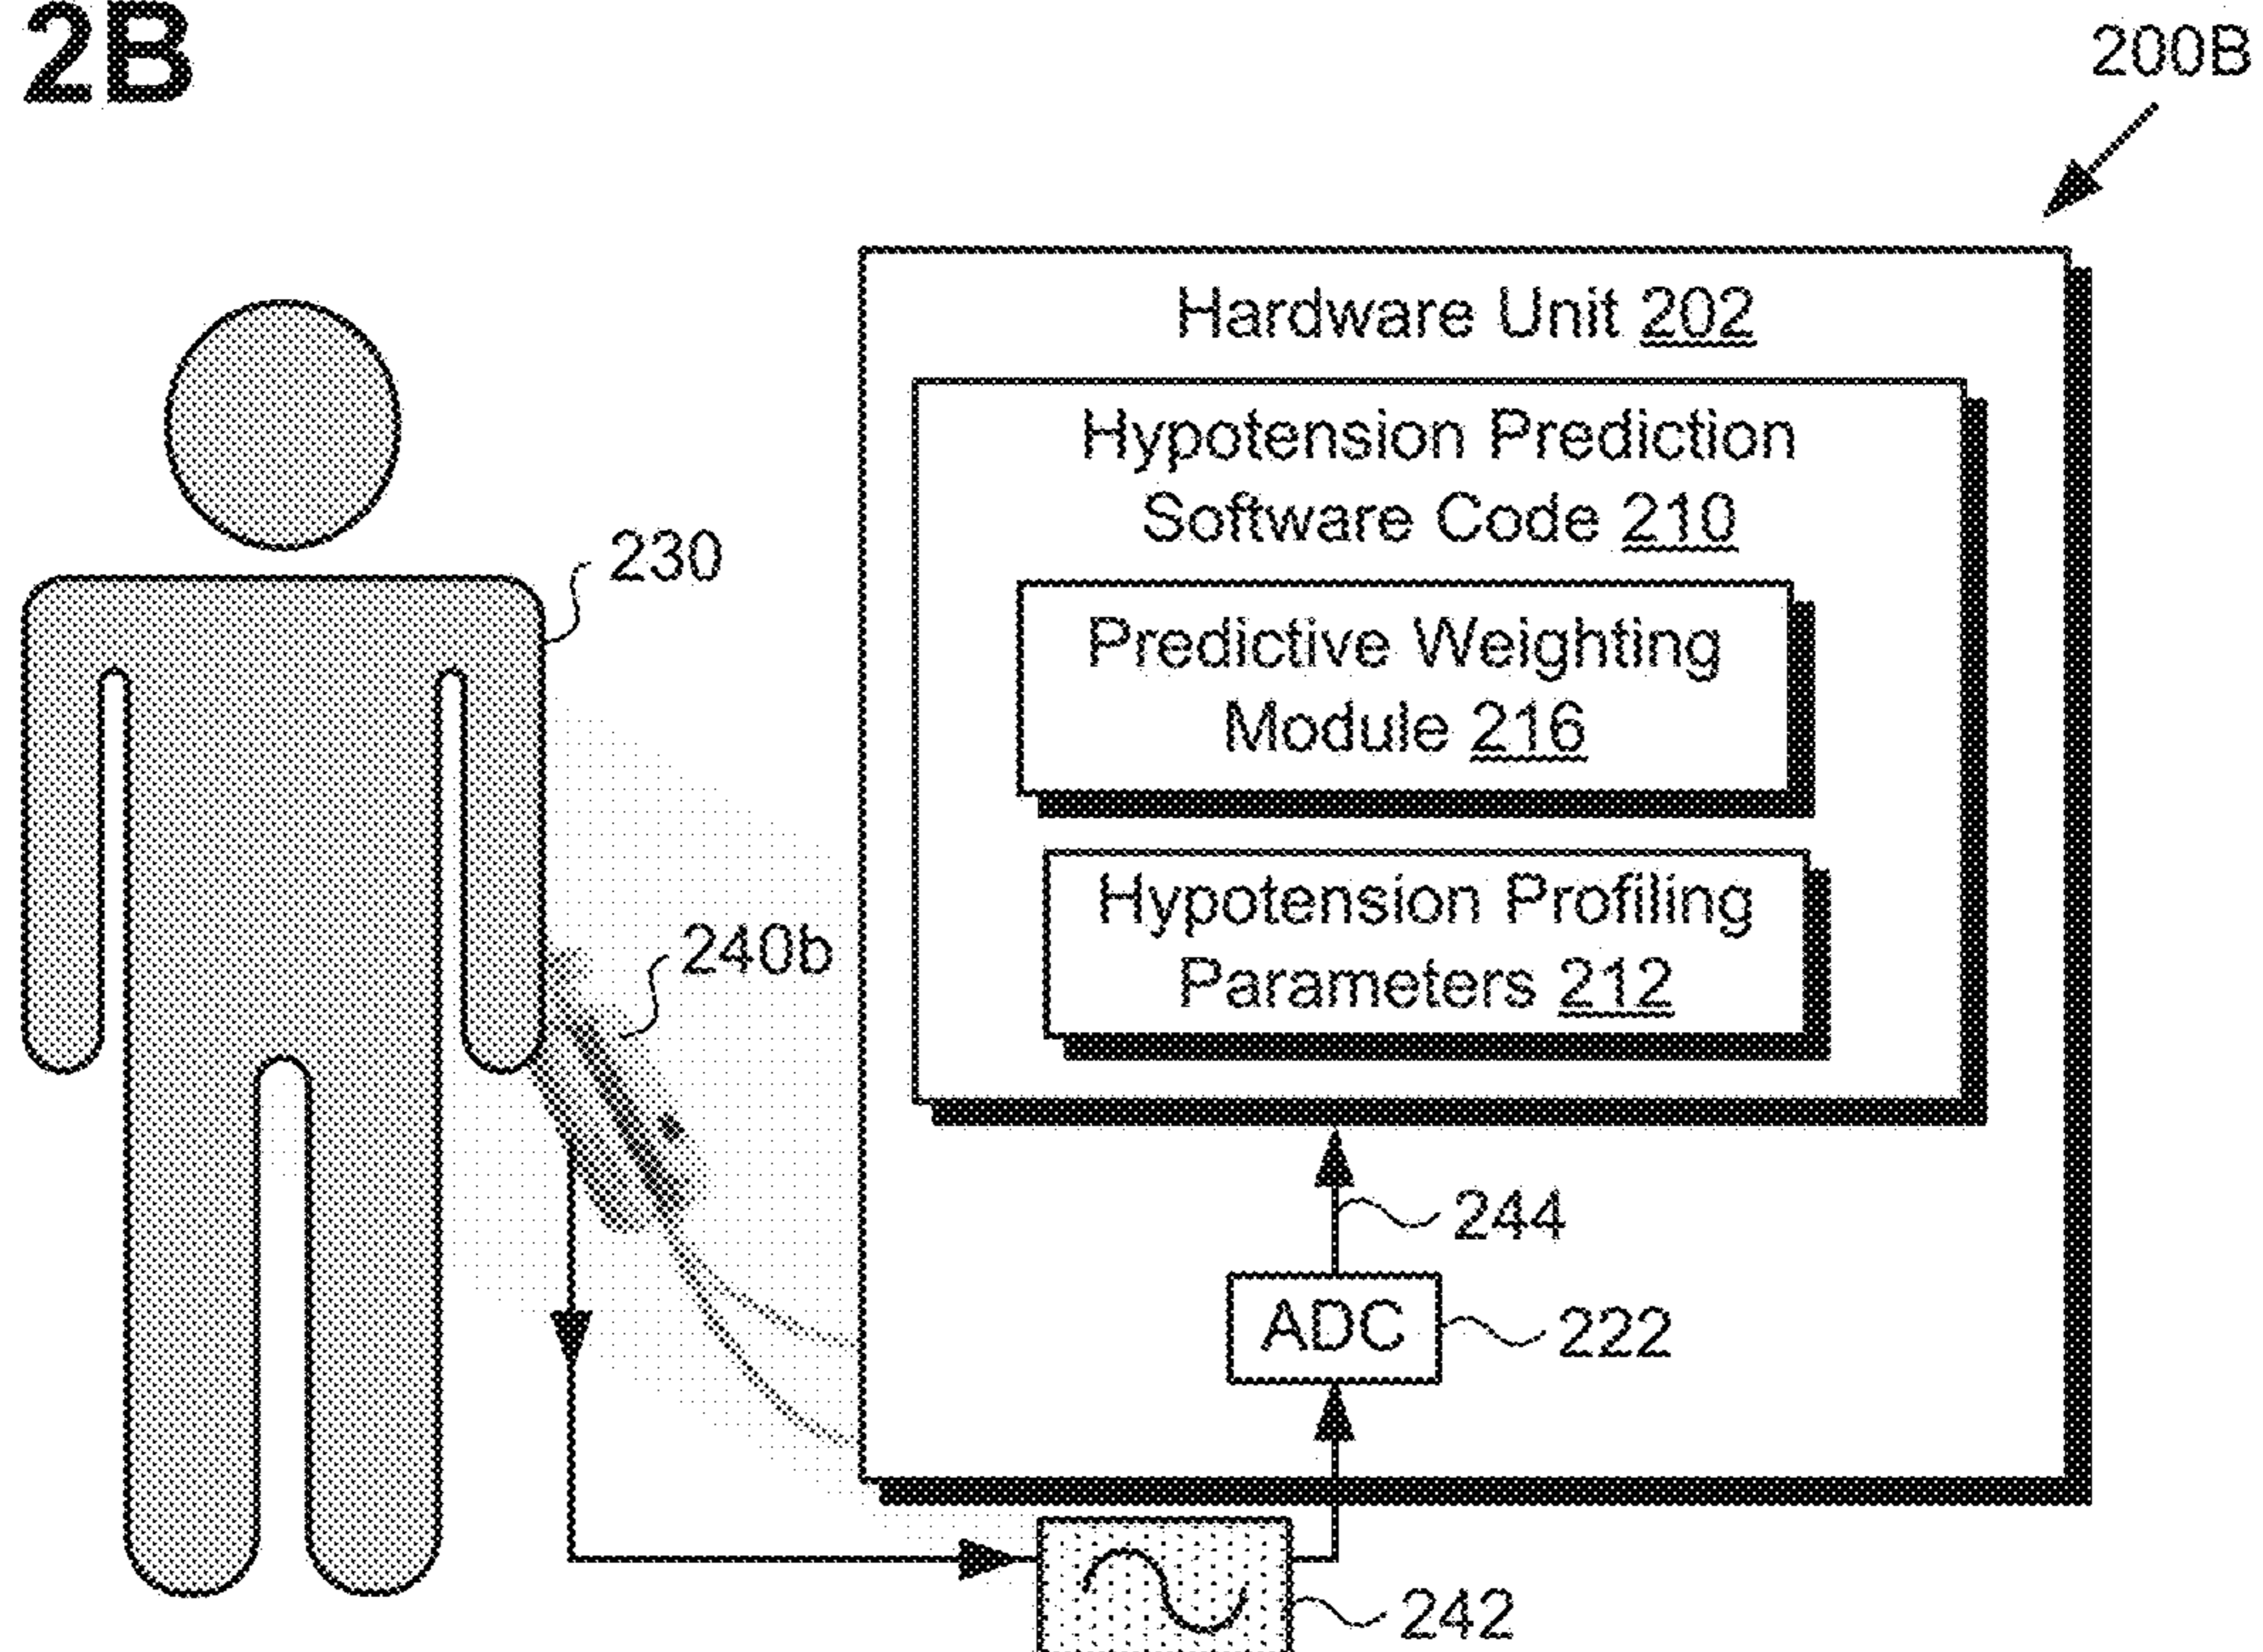 2B
200B
Hardware Unit 202
Hypotension Prediction
Software Code 210
230
Predictive Weighting
Module 216
Hypotension Profiling
Parameters 212
240b
244
ADC
222
242